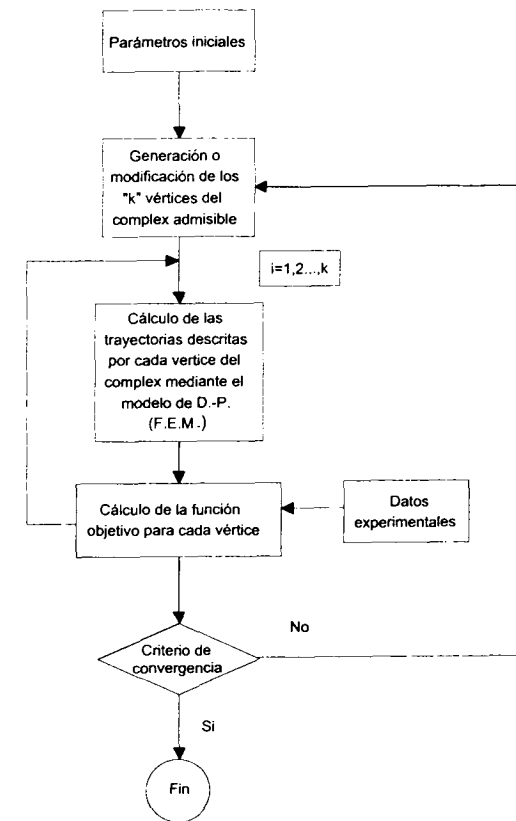 Parámetros iniciales
Generación o
modificación de los
"k" vértices del
complex admisible
i=1,2...,k
Cálculo de las
trayectorias descritas
por cada vertice del
complex mediante el
modelo de D.-P.
(F.E.M.)
Cálculo de la función
objetivo para cada vértice
Datos
experimentales
No
Criterio de
convergencia
Si
Fin